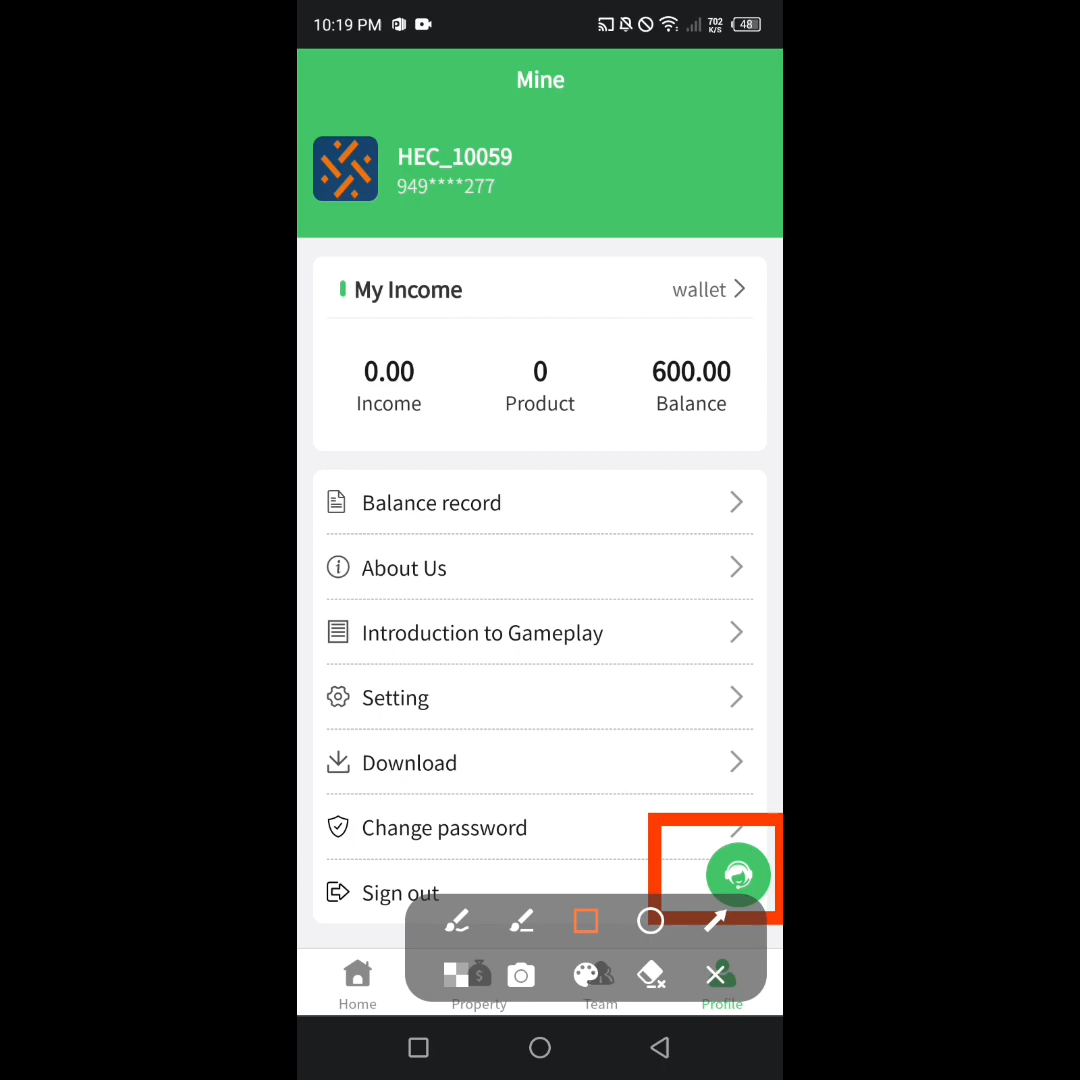 10:19 PM 702 K/S 48
Mine
HEC_10059
949****277
My Income wallet
0.00 0 600.00
Income Product Balance
Balance record
About Us
Introduction to Gameplay
Setting
Download
Change password
Sign out
Home Property Team Profile